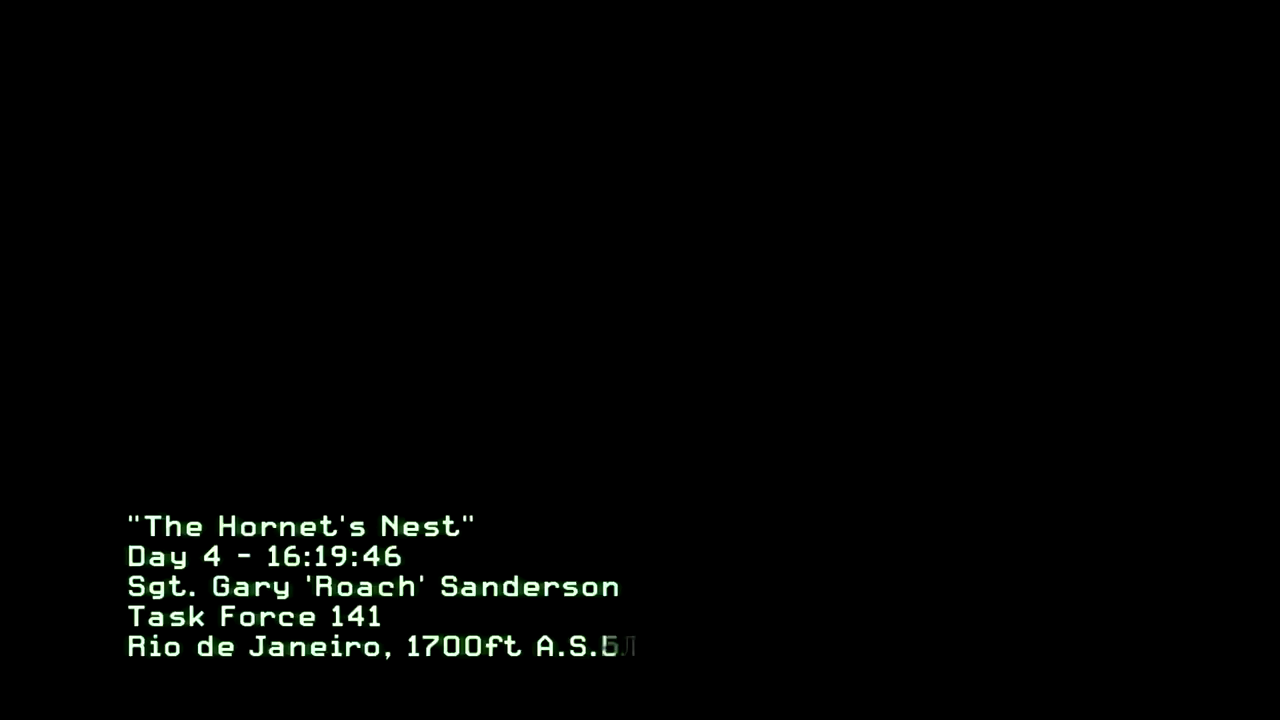 "The Hornet's Nest"
Day 4 - 16:19:46
Sgt. Gary 'Roach' Sanderson
Task Force 141
Rio de Janeiro, 1700ft